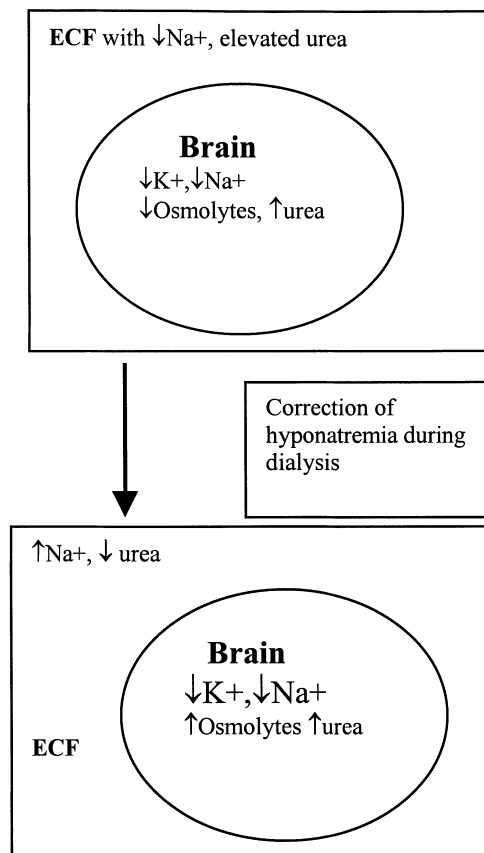 ECF with ↓Na+, elevated urea
Brain
↓K+,↓Na+
↓Osmolytes, ↑urea
Correction of
hyponatremia during
dialysis
↑Na+, ↓ urea
Brain
↓K+,↓Na+
↑Osmolytes ↑urea
ECF